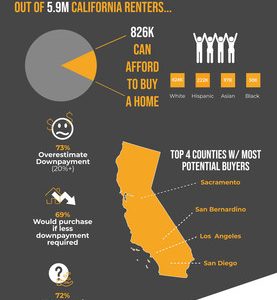 OUT OF 5.9M CALIFORNIA RENTERS...
826K
CAN
AFFORD
TO BUY
A HOME
424K 222K 97K 30K
White Hispanic Asian Black
73%
Overestimate
Downpayment
(20%+)
69%
Would purchase
if less
downpayment
required
72%
TOP 4 COUNTIES W/ MOST
POTENTIAL BUYERS
Sacramento
San Bernardino
Los Angeles
San Diego